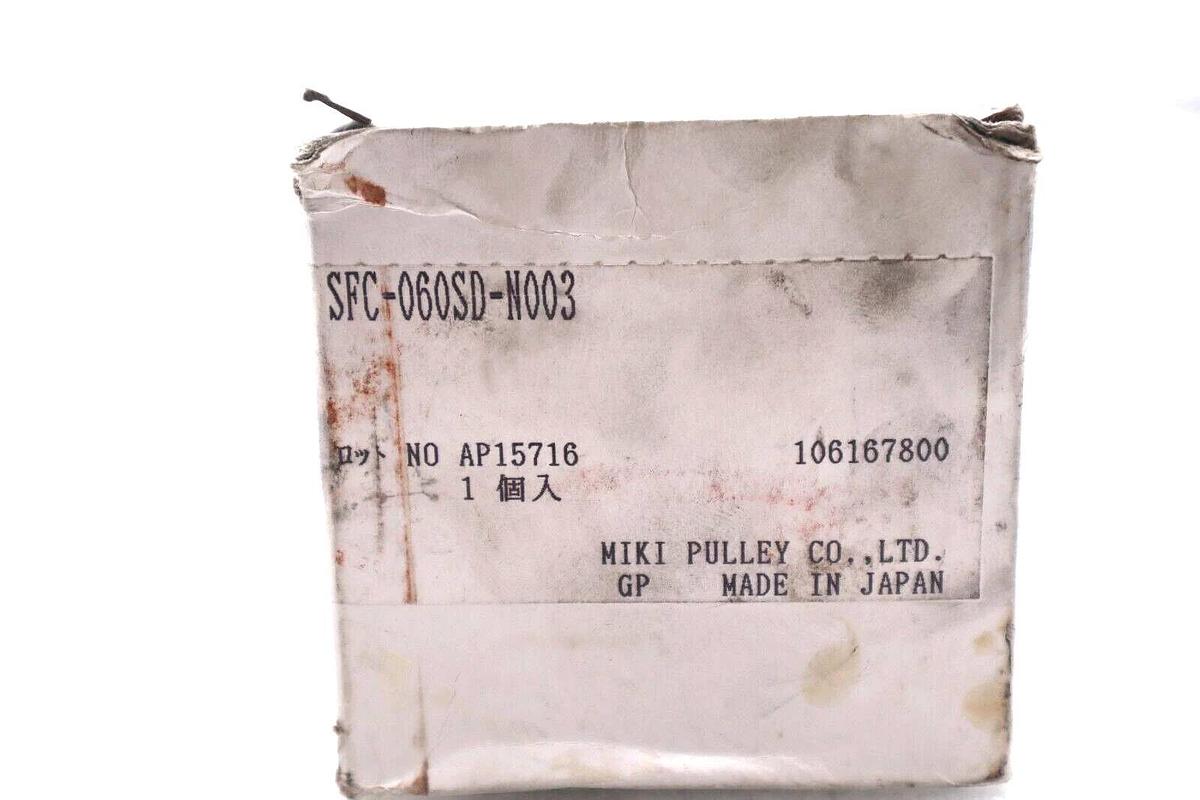 SFC-060SD-N003
ロット NO AP15716 106167800
1 個入
MIKI PULLEY CO.,LTD.
GP MADE IN JAPAN